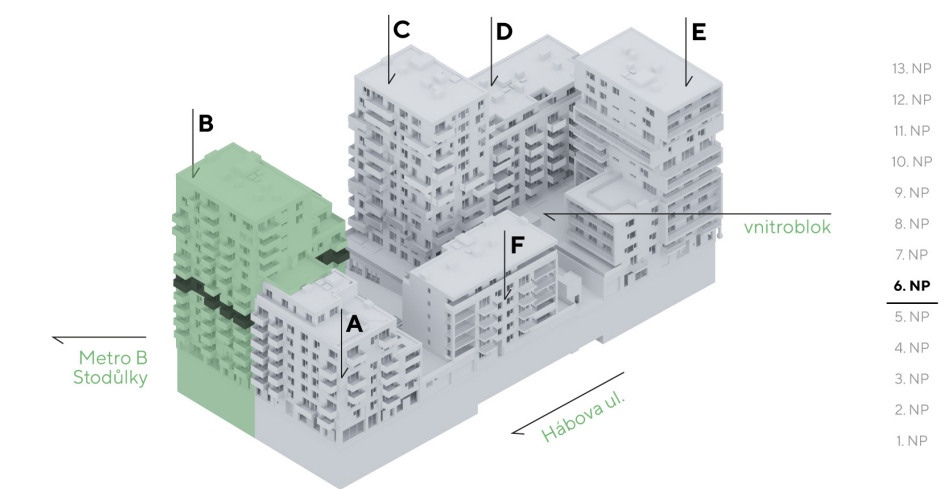 C
D
E
B
F
A
vnitroblok
Metro B
Stodůlky
Hábova ul.
13. NP
12. NP
11. NP
10. NP
9. NP
8. NP
7. NP
6. NP
5. NP
4. NP
3. NP
2. NP
1. NP